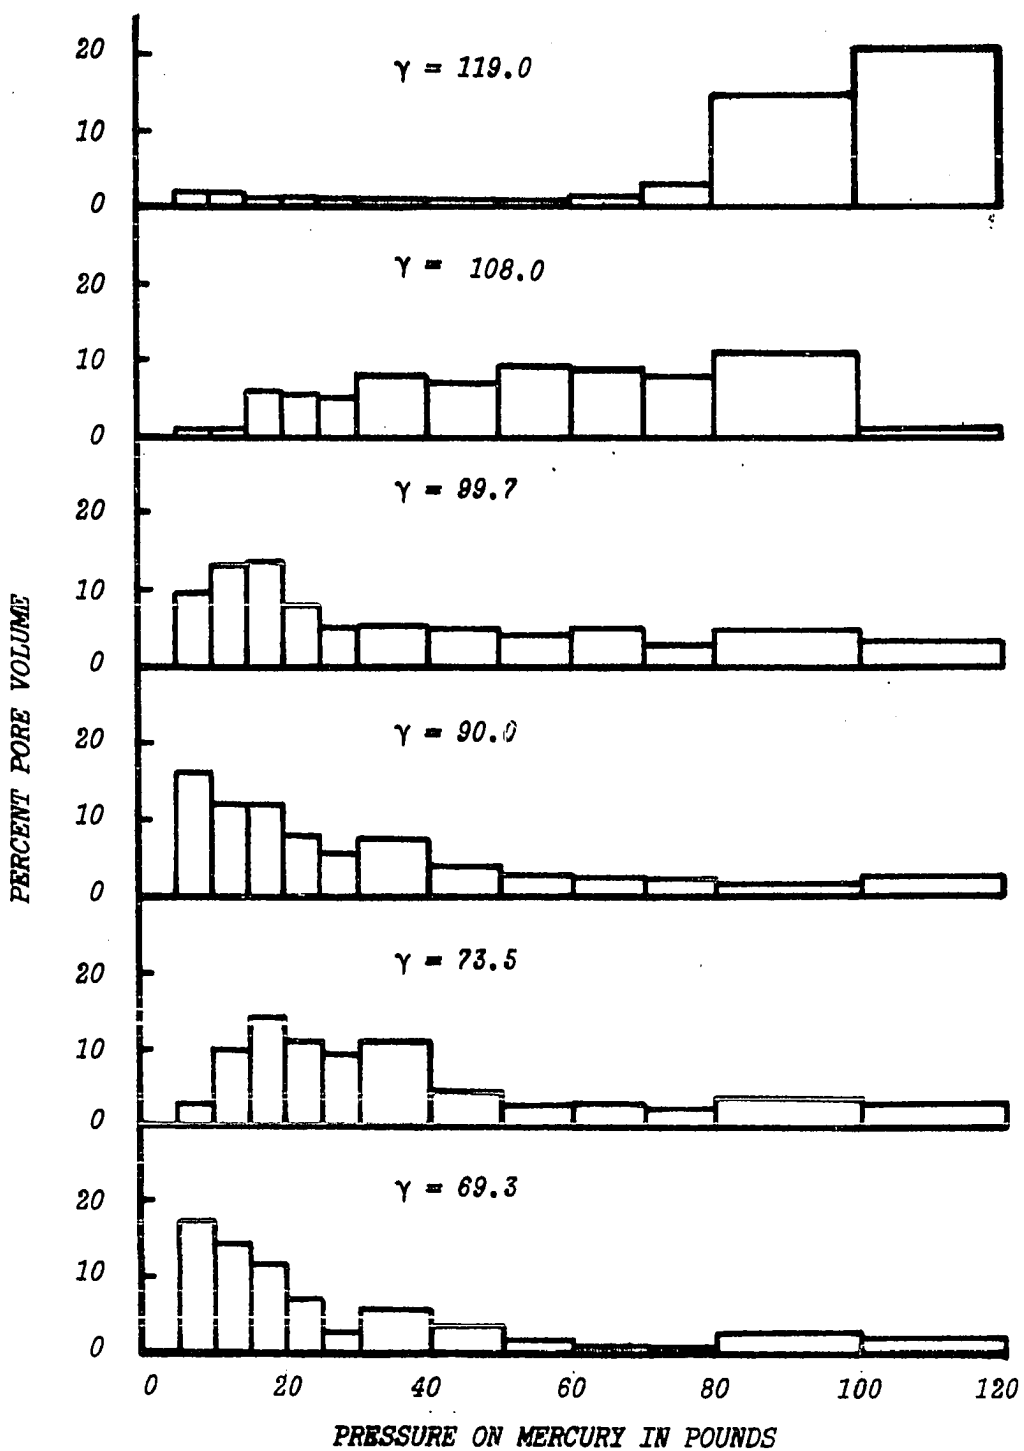 20
γ = 119.0
10
0
γ = 108.0
20
10
0
γ = 99.7
20
10
0
γ = 90.0
20
10
0
γ = 73.5
20
10
0
γ = 69.3
20
10
0
PERCENT PORE VOLUME
0 20 40 60 80 100 120
PRESSURE ON MERCURY IN POUNDS